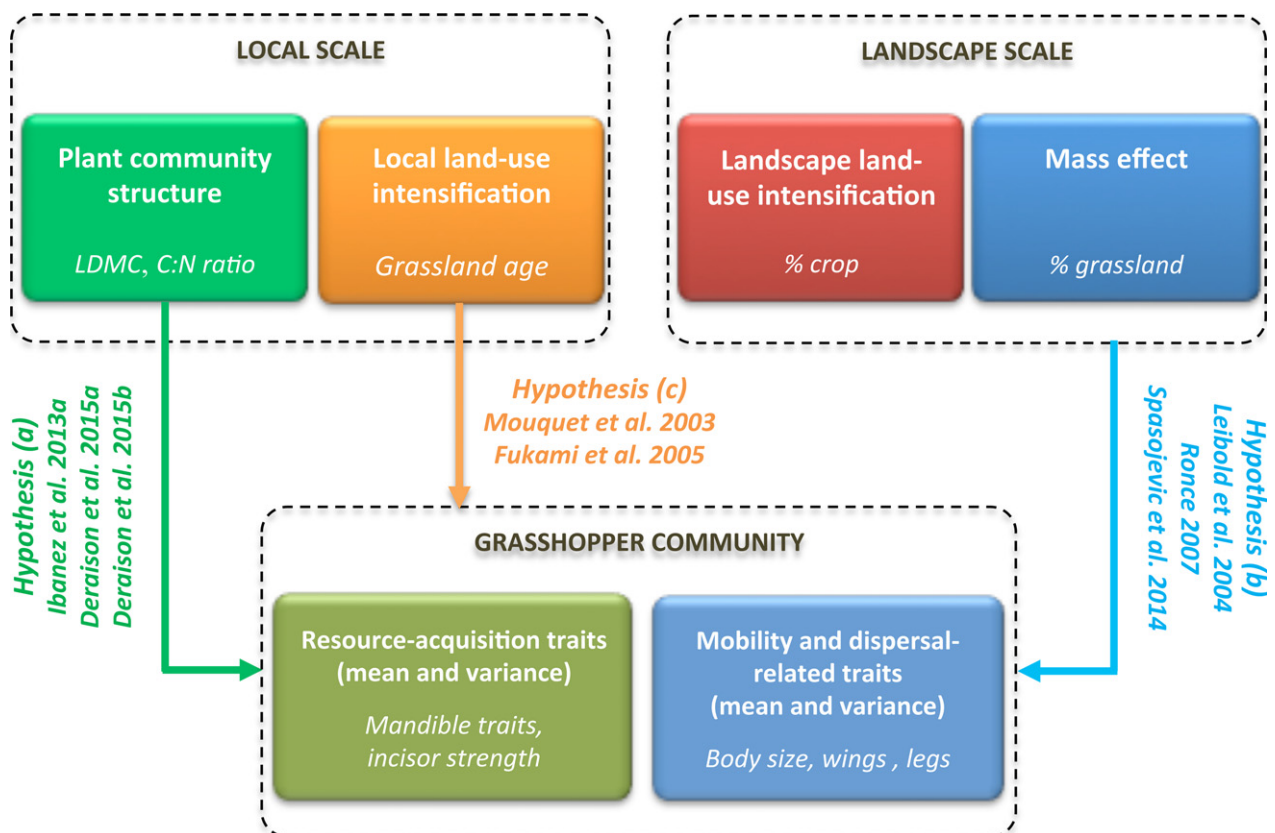 LOCAL SCALE
Plant community
structure
LDMC, C:N ratio
Local land-use
intensification
Grassland age
LANDSCAPE SCALE
Landscape land-
use intensification
% crop
Mass effect
% grassland
Hypothesis (a)
Ibanez et al. 2013a
Deraison et al. 2015a
Deraison et al. 2015b
Hypothesis (c)
Mouquet et al. 2003
Fukami et al. 2005
Hypothesis (b)
Leibold et al. 2004
Ronce 2007
Spasojevic et al. 2014
GRASSHOPPER COMMUNITY
Resource-acquisition traits
(mean and variance)
Mandible traits,
incisor strength
Mobility and dispersal-
related traits
(mean and variance)
Body size, wings , legs